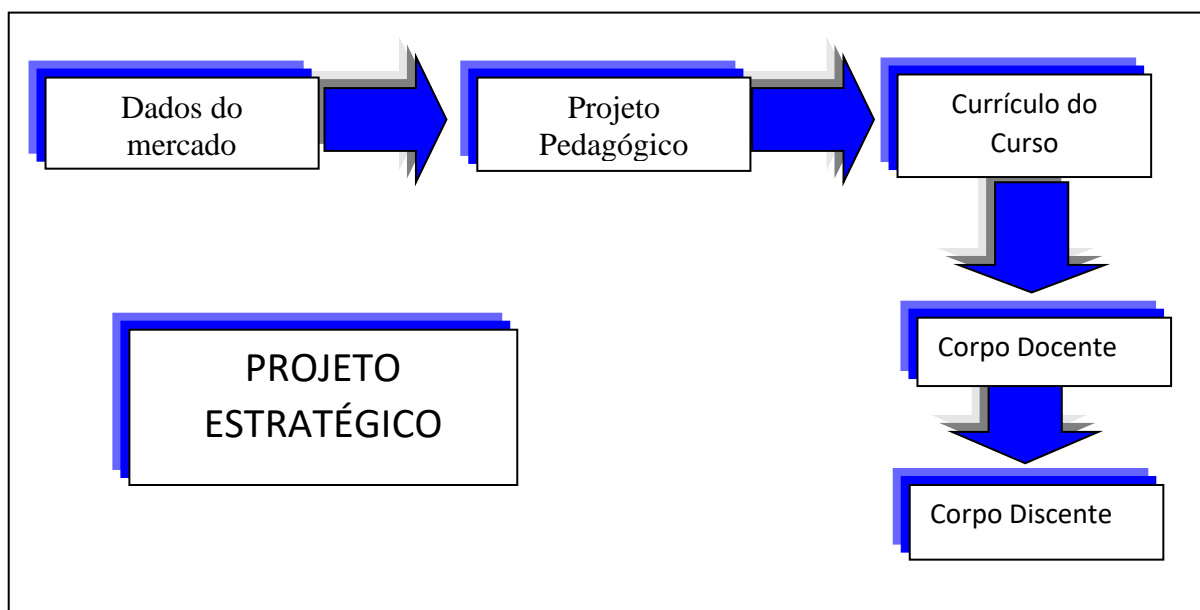 Dados do
mercado
Projeto
Pedagógico
Currículo do
Curso
Corpo Docente
PROJETO
ESTRATÉGICO
Corpo Discente